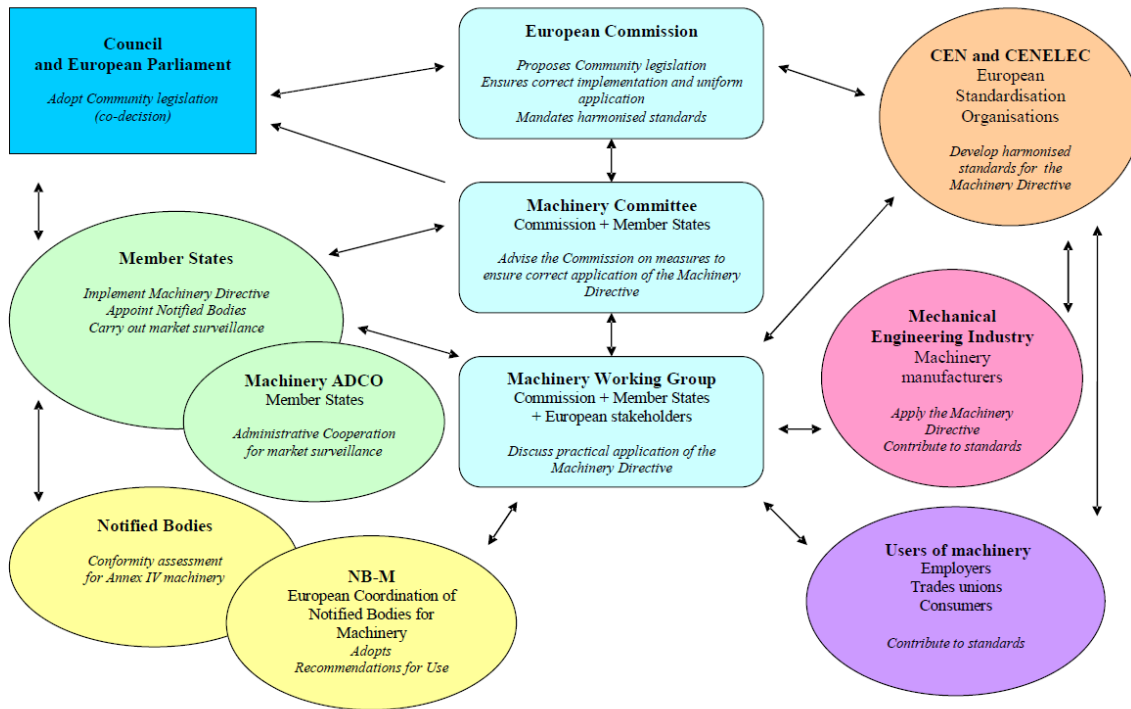 Council
and European Parliament
Adopt Community legislation
(co-decision)
European Commission
Proposes Community legislation
Ensures correct implementation and uniform
application
Mandates harmonised standards
CEN and CENELEC
European
Standardisation
Organisations
Develop harmonised
standards for the
Machinery Directive
Machinery Committee
Commission + Member States
Advise the Commission on measures to
ensure correct application of the Machinery
Directive
Member States
Implement Machinery Directive
Appoint Notified Bodies
Carry out market surveillance
Machinery ADCO
Member States
Administrative Cooperation
for market surveillance
Machinery Working Group
Commission + Member States
+ European stakeholders
Discuss practical application of the
Machinery Directive
Mechanical
Engineering Industry
Machinery
manufacturers
Apply the Machinery
Directive
Contribute to standards
Notified Bodies
Conformity assessment
for Annex IV machinery
NB-M
European Coordination of
Notified Bodies for
Machinery
Adopts
Recommendations for Use
Users of machinery
Employers
Trades unions
Consumers
Contribute to standards